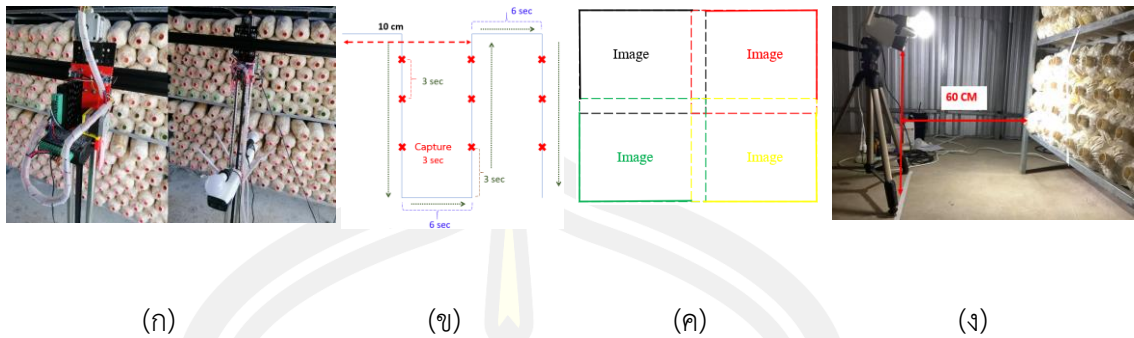 10 cm
6 sec
3 sec
Capture
3 sec
3 sec
6 sec
Image
Image
Image
Image
60 CM
(ก)
(ข)
(ค)
(ง)